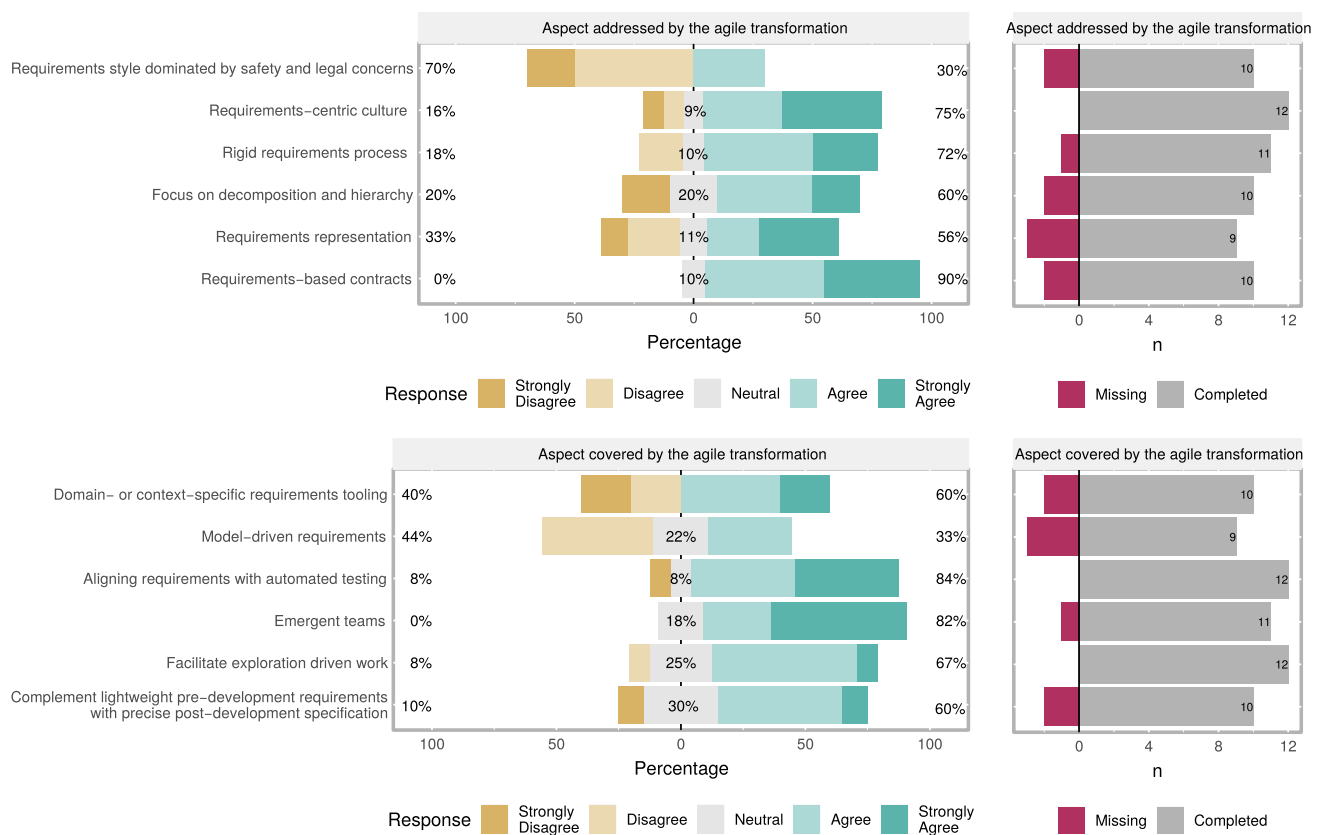 Aspect addressed by the agile transformation
Aspect addressed by the agile transformation
Requirements style dominated by safety and legal concerns 70% 30% 10
Requirements−centric culture 16% 9% 75% 12
Rigid requirements process 18% 10% 72% 11
Focus on decomposition and hierarchy 20% 20% 60% 10
Requirements representation 33% 11% 56% 9
Requirements−based contracts 0% 10% 90% 10
100 50 0 50 100
0 4 8 12
Percentage
n
Response
Strongly
Disagree
Disagree
Neutral
Agree
Strongly
Agree
Missing
Completed
Aspect covered by the agile transformation
Aspect covered by the agile transformation
Domain− or context−specific requirements tooling 40% 60% 10
Model−driven requirements 44% 22% 33% 9
Aligning requirements with automated testing 8% 8% 84% 12
Emergent teams 0% 18% 82% 11
Facilitate exploration driven work 8% 25% 67% 12
Complement lightweight pre−development requirements
with precise post−development specification 10% 30% 60% 10
100 50 0 50 100
0 4 8 12
Percentage
n
Response
Strongly
Disagree
Disagree
Neutral
Agree
Strongly
Agree
Missing
Completed